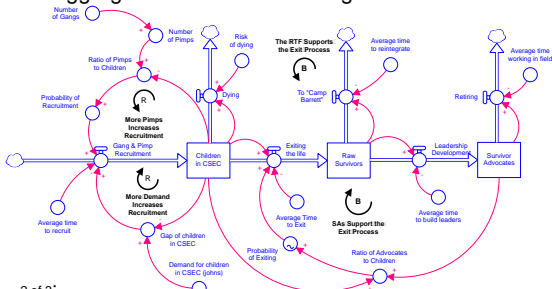 Number
of Gangs
Number
of Pimps
Ratio of Pimps
to Children
Risk
of dying
The RTF Supports
the Exit Process
B
Average time
to reintegrate
Average time
working in field
Probability of
Recruitment
R
Dying
To "Camp
Barrett"
Retiring
More Pimps
Increases
Recruitment
Gang & Pimp
Recruitment
Children
in CSEC
Exiting
the life
Raw
Survivors
Leadership
Development
Survivor
Advocates
R
More Demand
Increases
Recruitment
B
SAs Support the
Exit Process
Average time
to recruit
Gap of children
in CSEC
Average Time
to Exit
Average time
to build leaders
Probability
of Exiting
Ratio of Advocates
to Children
Demand for children
in CSEC (johns)